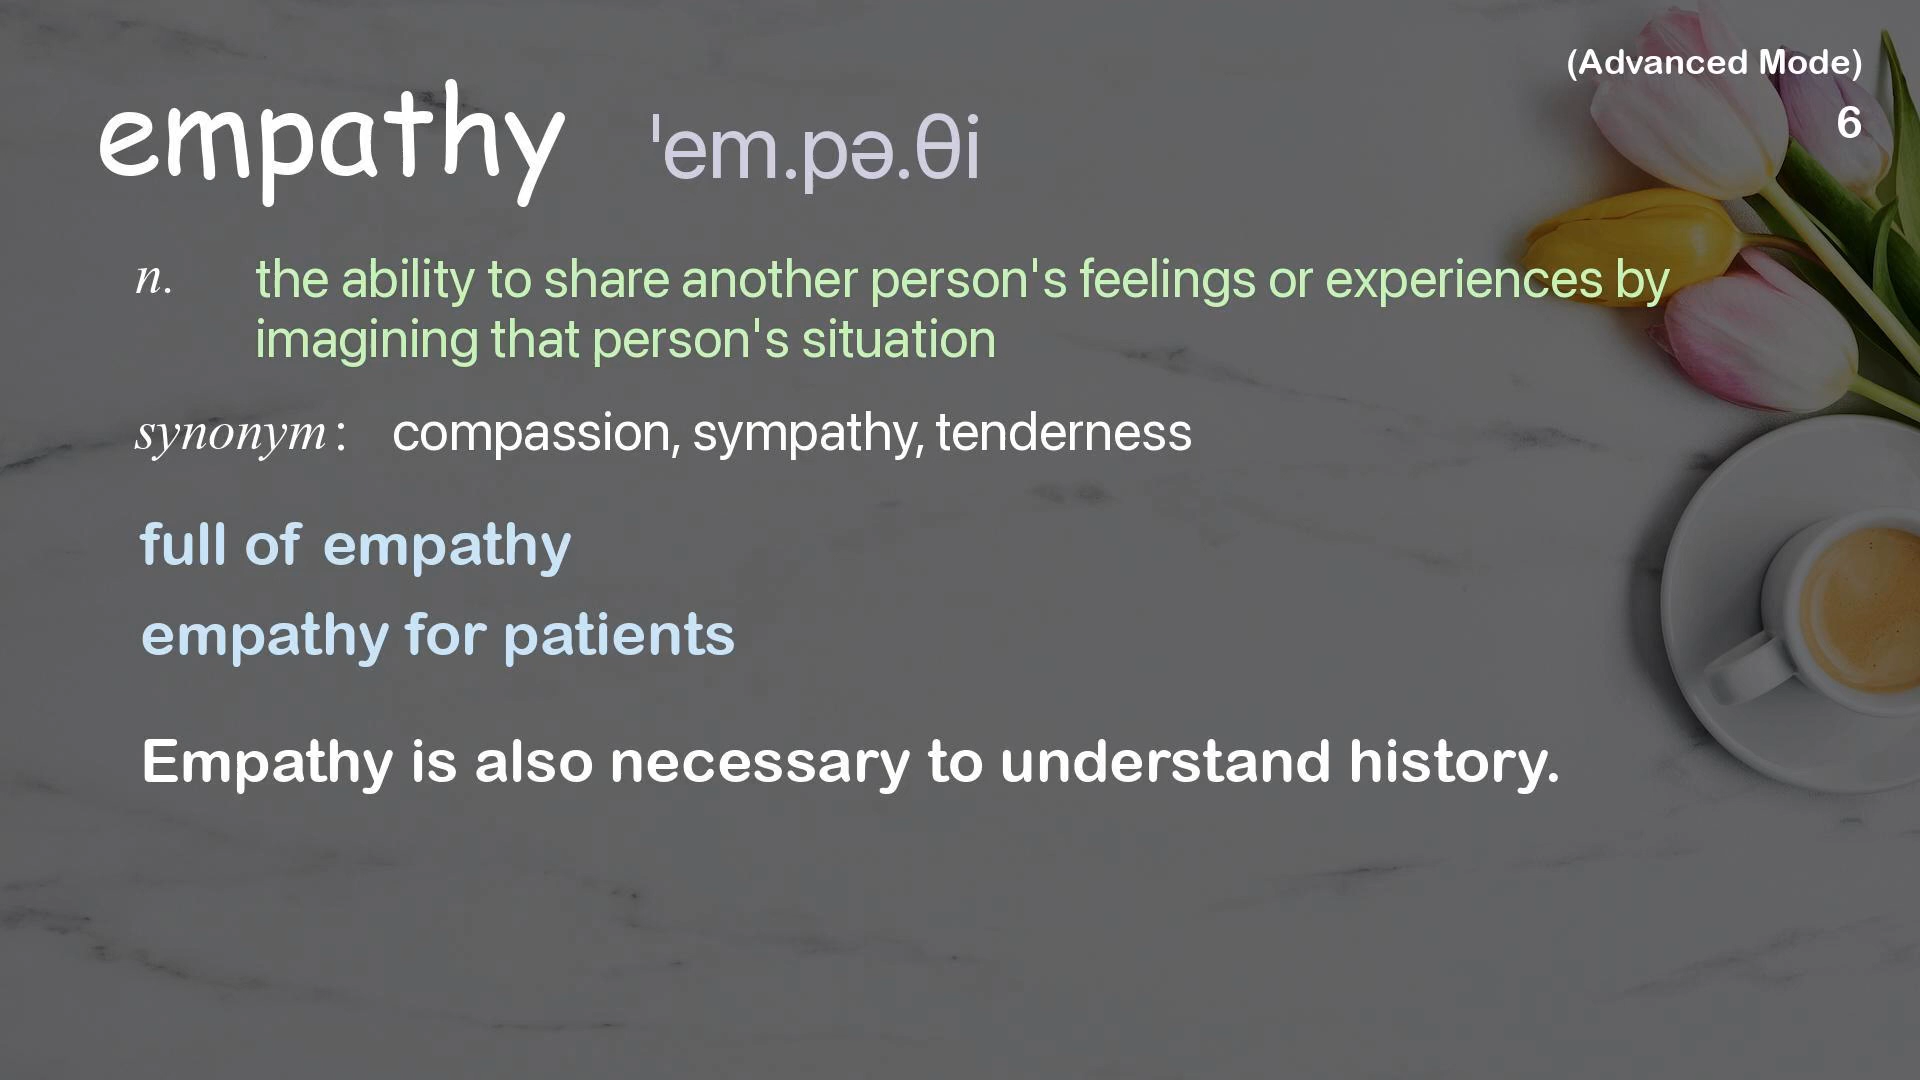 (Advanced Mode)
6
empathy ˈem.pə.θi
n. the ability to share another person's feelings or experiences by
imagining that person's situation
synonym: compassion, sympathy, tenderness
full of empathy
empathy for patients
Empathy is also necessary to understand history.